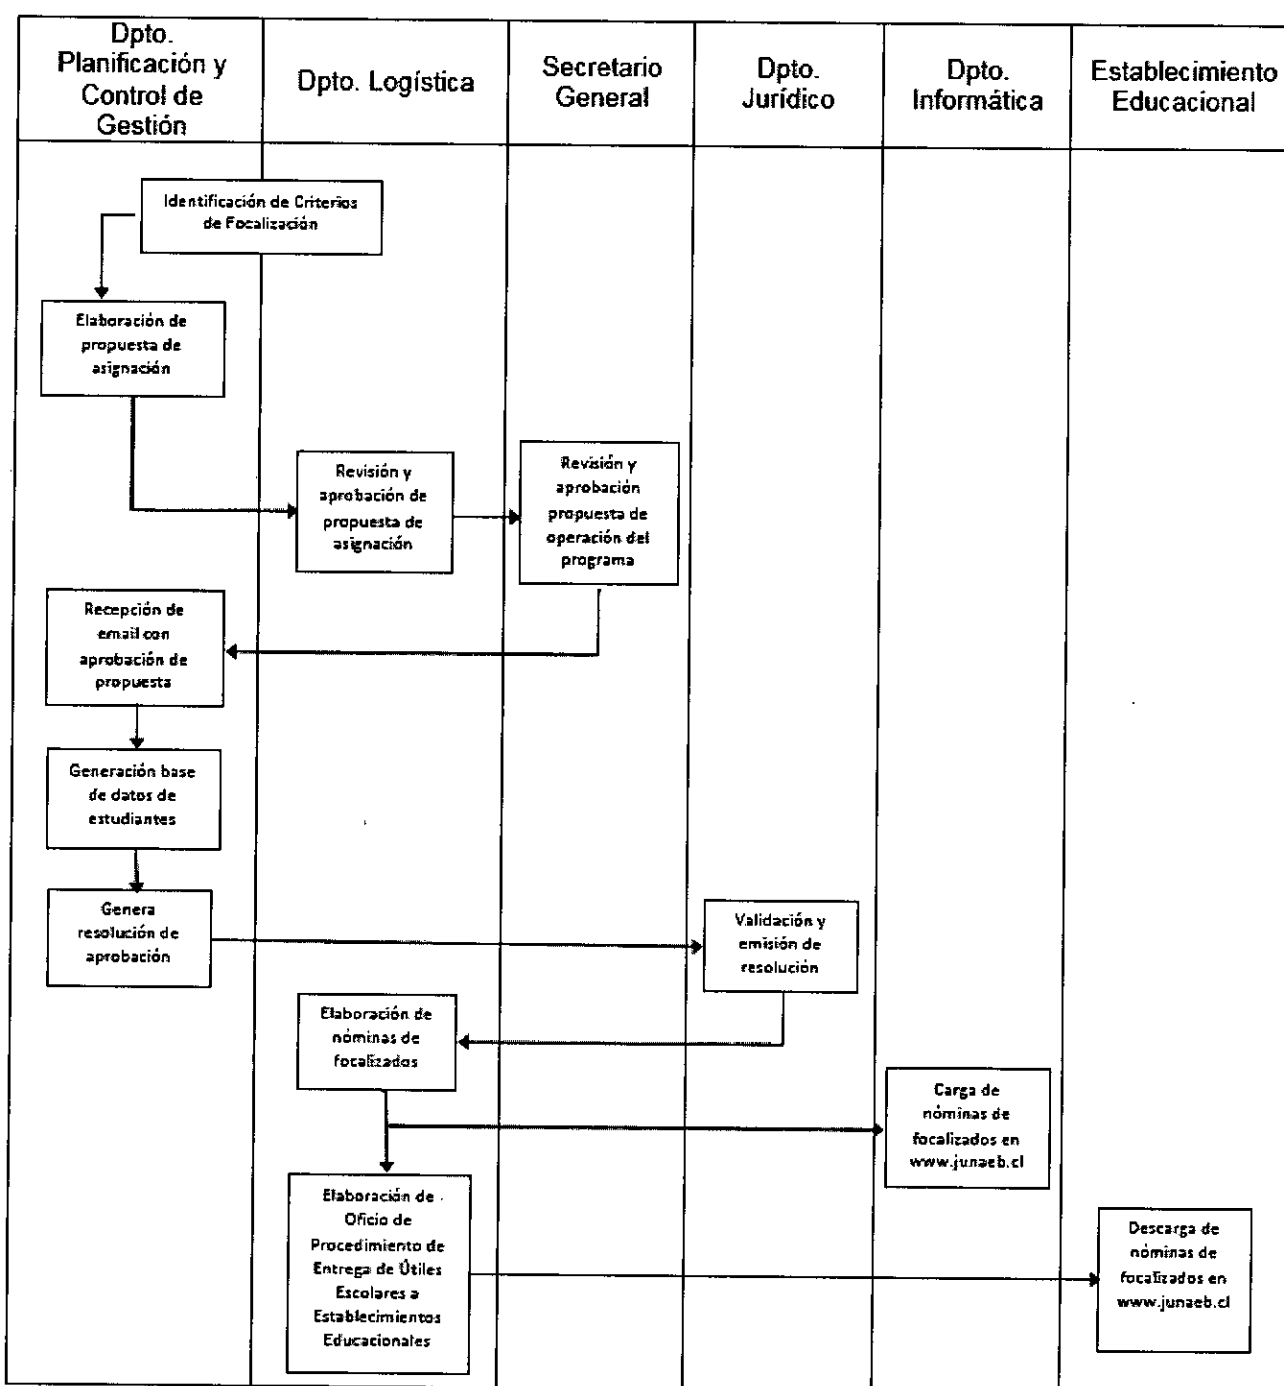 Dpto.
Planificación y
Control de
Gestión
Dpto. Logística
Secretario
General
Dpto.
Jurídico
Dpto.
Informática
Establecimiento
Educacional
Identificación de Criterios
de Focalización
Elaboración de
propuesta de
asignación
Revisión y
aprobación de
propuesta de
asignación
Revisión y
aprobación
propuesta de
operación del
programa
Recepción de
email con
aprobación de
propuesta
Generación base
de datos de
estudiantes
Genera
resolución de
aprobación
Validación y
emisión de
resolución
Elaboración de
nóminas de
focalizados
Carga de
nóminas de
focalizados en
www.junaeb.cl
Elaboración de
Oficio de
Procedimiento de
Entrega de Útiles
Escolares a
Establecimientos
Educacionales
Descarga de
nóminas de
focalizados en
www.junaeb.cl